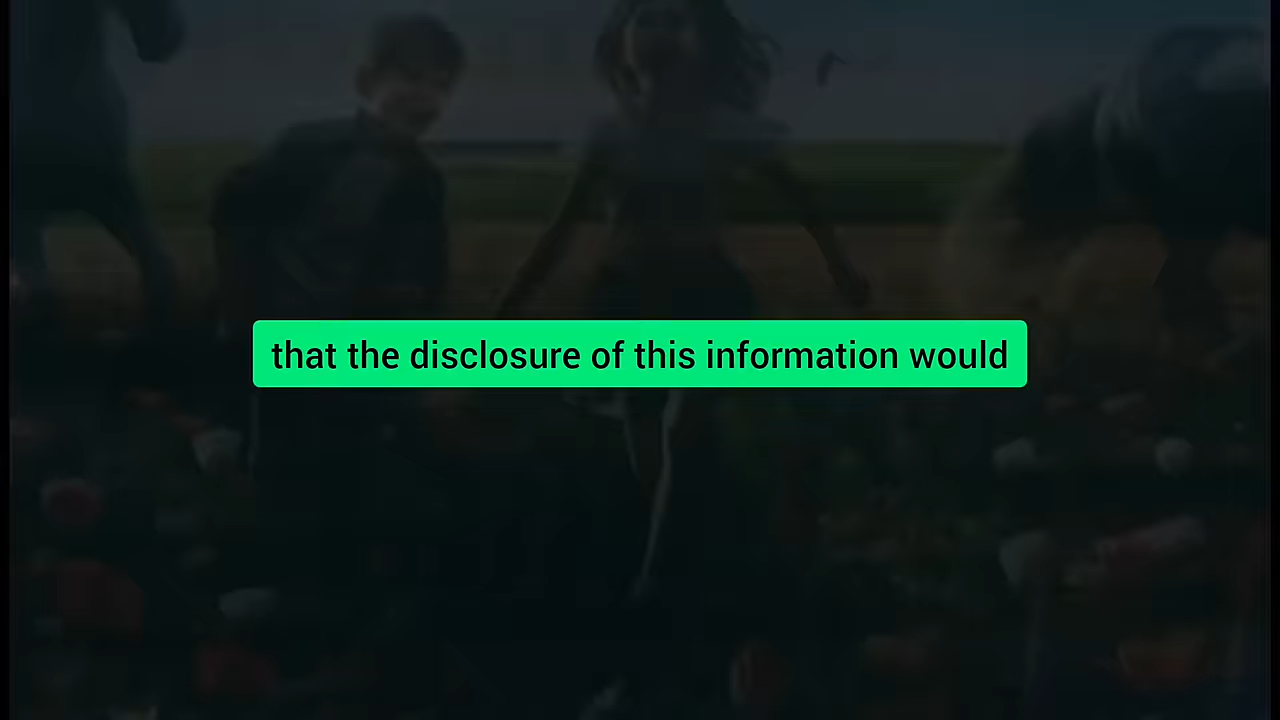 that the disclosure of this information would